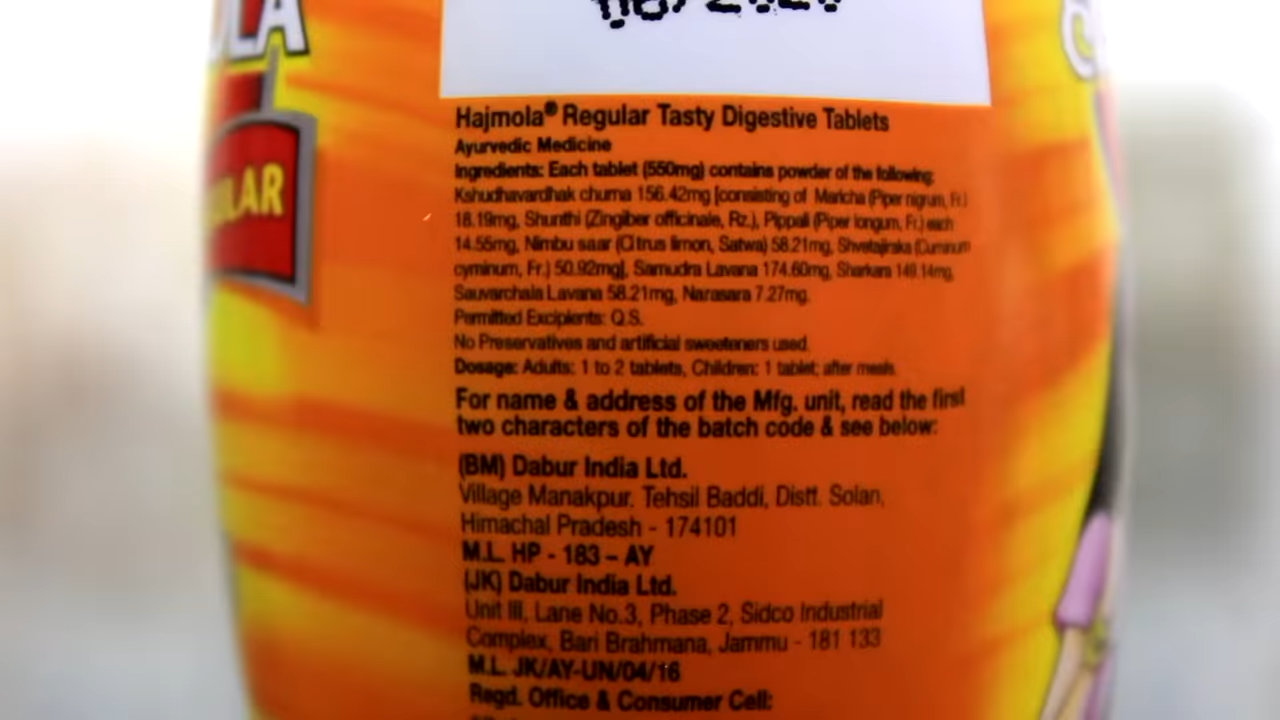 Hajmola® Regular Tasty Digestive Tablets
Ayurvedic Medicine
Ingredients: Each tablet (550mg) contains powder of the following:
Kshudhavardhak churna 156.42mg [consisting of Maricha (Piper nigrum, Fr.)
18.19mg, Shunthi (Zingiber officinale, Rz.), Pippali (Piper longum, Fr.) each
14.55mg, Nimbu saar (Citrus limon, Satwa) 58.21mg, Shvetajiraka (Cuminum
cyminum, Fr.) 50.92mg], Samudra Lavana 174.60mg, Sharkara 149.14mg,
Sauvarchala Lavana 58.21mg, Narasara 7.27mg.
Permitted Excipients: Q.S.
No Preservatives and artificial sweeteners used.
Dosage: Adults: 1 to 2 tablets, Children: 1 tablet; after meals.
For name & address of the Mfg. unit, read the first
two characters of the batch code & see below:
(BM) Dabur India Ltd.
Village Manakpur, Tehsil Baddi, Distt. Solan,
Himachal Pradesh - 174101
M.L. HP - 183 – AY
(JK) Dabur India Ltd.
Unit III, Lane No.3, Phase 2, Sidco Industrial
Complex, Bari Brahmana, Jammu - 181 133
M.L. JK/AY-UN/04/16
Regd. Office & Consumer Cell: